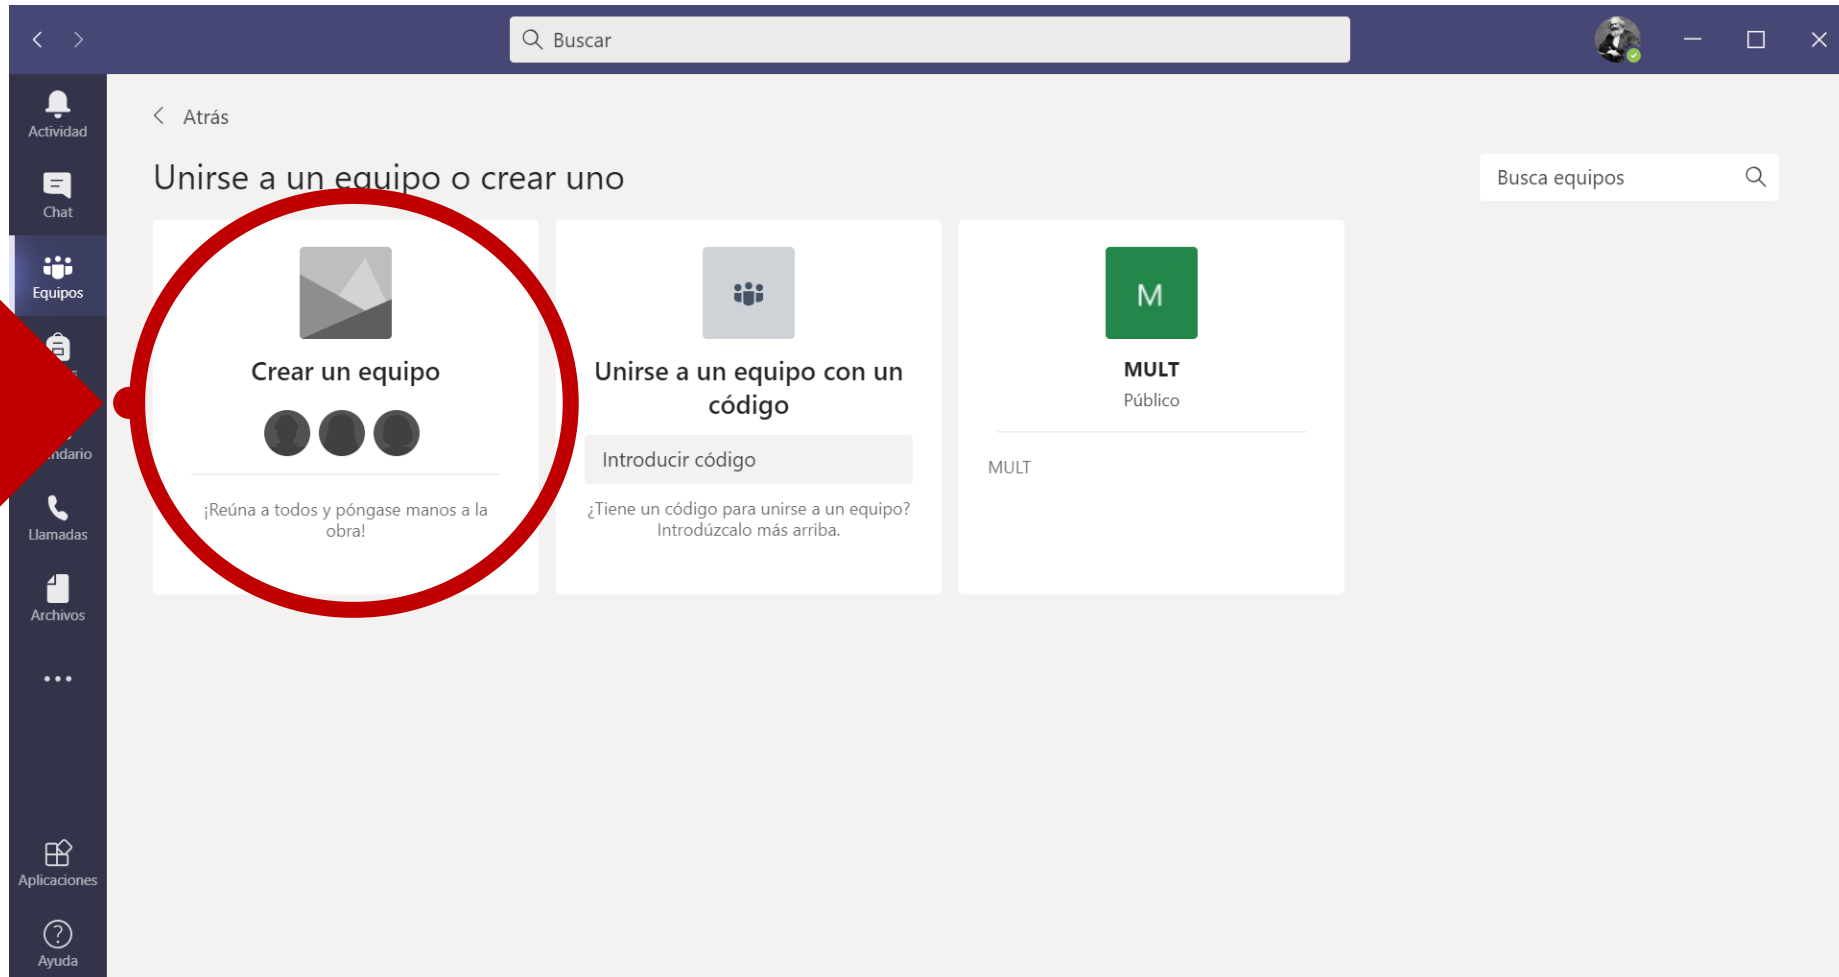 Buscar
Actividad
Chat
Equipos
Llamadas
Archivos
Aplicaciones
Ayuda
Atrás
Unirse a un equipo o crear uno
Busca equipos
Crear un equipo
¡Reúna a todos y póngase manos a la
obra!
Unirse a un equipo con un
código
Introducir código
¿Tiene un código para unirse a un equipo?
Introdúzcalo más arriba.
M
MULT
Público
MULT